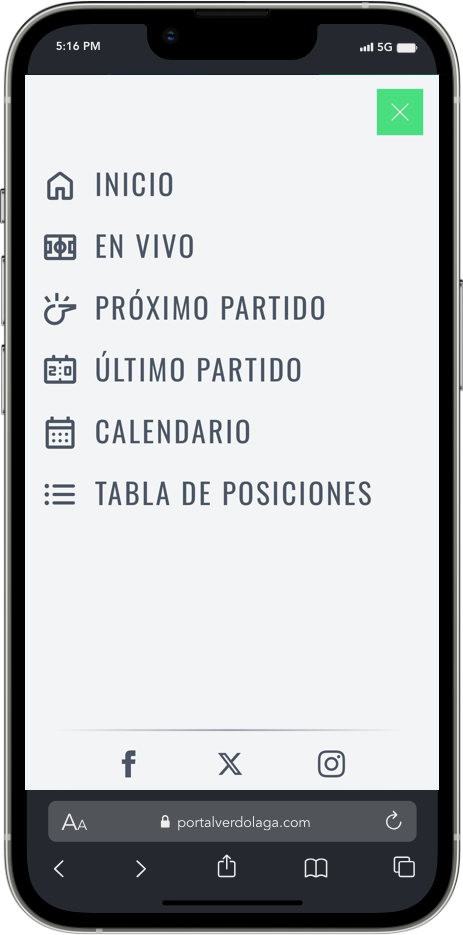 5:16 PM
5G
INICIO
EN VIVO
PRÓXIMO PARTIDO
2:0
ÚLTIMO PARTIDO
CALENDARIO
TABLA DE POSICIONES
AA
portalverdolaga.com